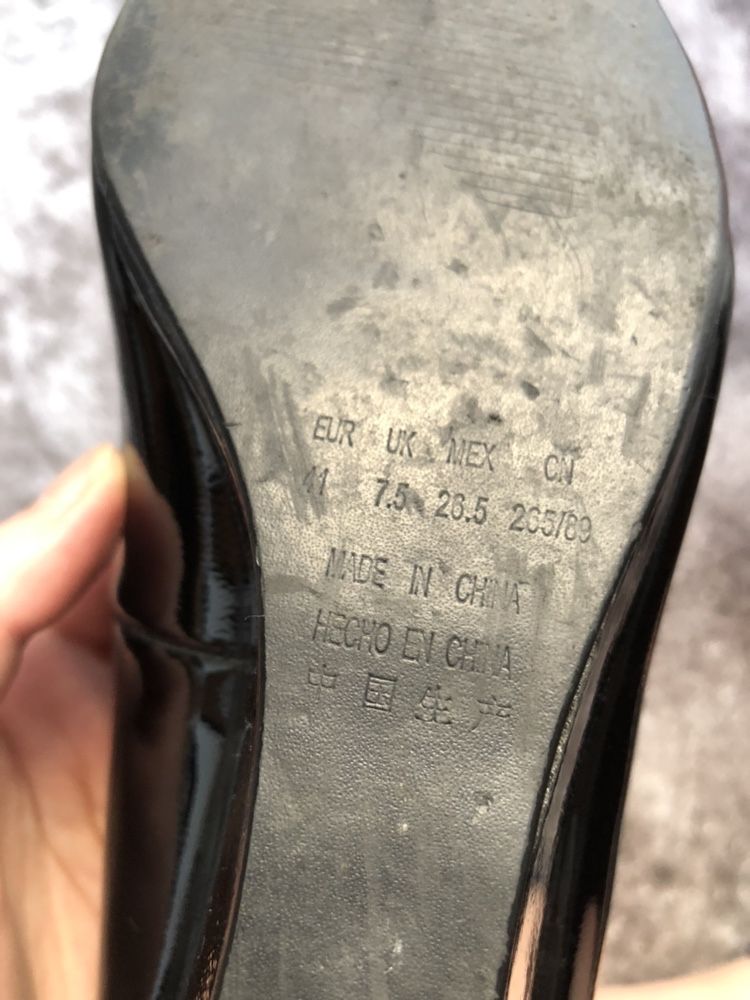 EUR UK MEX CN
41 7.5 26.5 265/89
MADE IN CHINA
HECHO EN CHINA
中国生产